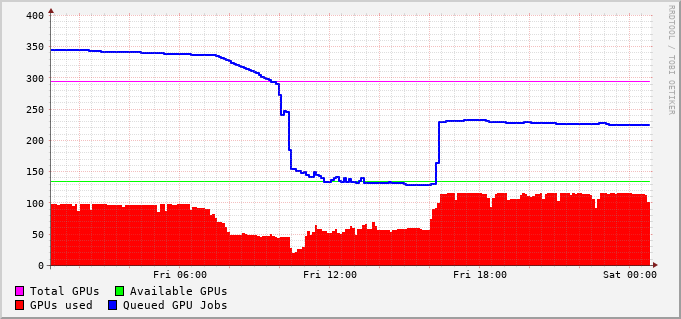 400
350
300
250
200
150
100
50
0
Fri 06:00 Fri 12:00 Fri 18:00 Sat 00:00
Total GPUs Available GPUs
GPUs used Queued GPU Jobs
RRDTOOL / TOBI OETIKER